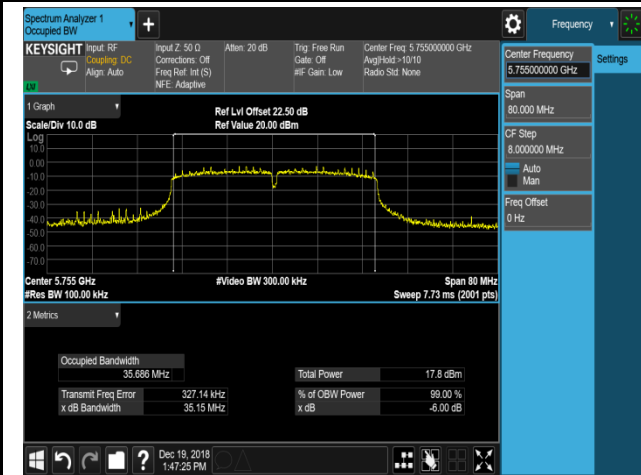 Spectrum Analyzer 1
Occupied BW
+
Frequency
KEYSIGHT
Input: RF
Coupling: DC
Align: Auto
Input Z: 50 Ω
Corrections: Off
Freq Ref: Int (S)
NFE: Adaptive
Atten: 20 dB
Trig: Free Run
Gate: Off
#IF Gain: Low
Center Freq: 5.755000000 GHz
Avg|Hold:>10/10
Radio Std: None
LXI
Center Frequency
5.755000000 GHz
Settings
Span
80.000 MHz
CF Step
8.000000 MHz
Auto
Man
Freq Offset
0 Hz
1 Graph
Scale/Div 10.0 dB
Ref Lvl Offset 22.50 dB
Ref Value 20.00 dBm
Log
10.0
0.00
-10.0
-20.0
-30.0
-40.0
-50.0
-60.0
-70.0
Center 5.755 GHz
#Res BW 100.00 kHz
#Video BW 300.00 kHz
Span 80 MHz
Sweep 7.73 ms (2001 pts)
2 Metrics
Occupied Bandwidth
35.686 MHz
Total Power 17.8 dBm
Transmit Freq Error 327.14 kHz
% of OBW Power 99.00 %
x dB Bandwidth 35.15 MHz
x dB -6.00 dB
?
Dec 19, 2018
1:47:25 PM